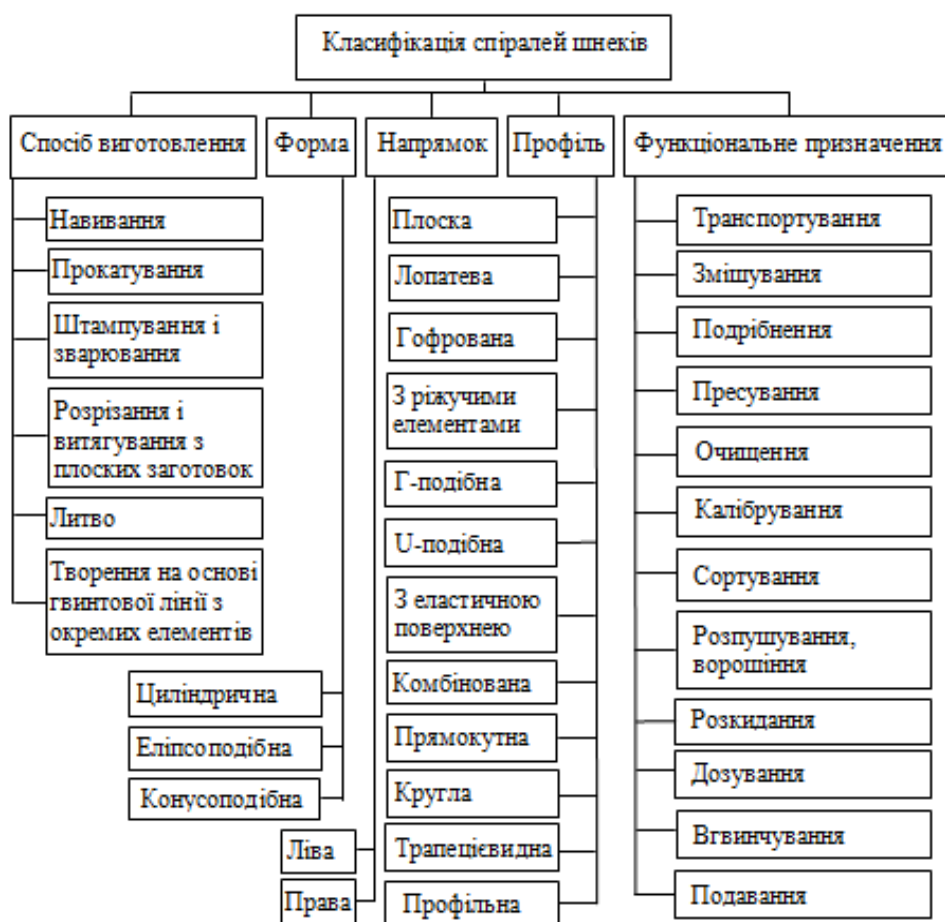 Класифікація спіралей шнеків
Спосіб виготовлення
Форма
Напрямок
Профіль
Функціональне призначення
Навивання
Прокатування
Штампування і
зварювання
Розрізання і
витягування з
плоских заготовок
Литво
Творення на основі
гвинтової лінії з
окремих елементів
Циліндрична
Еліпсоподібна
Конусоподібна
Ліва
Права
Плоска
Лопатева
Гофрована
З ріжучими
елементами
Г-подібна
U-подібна
З еластичною
поверхнею
Комбінована
Прямокутна
Кругла
Трапецієвидна
Профільна
Транспортування
Змішування
Подрібнення
Пресування
Очищення
Калібрування
Сортування
Розпушування,
ворошіння
Розкидання
Дозування
Вгвинчування
Подавання